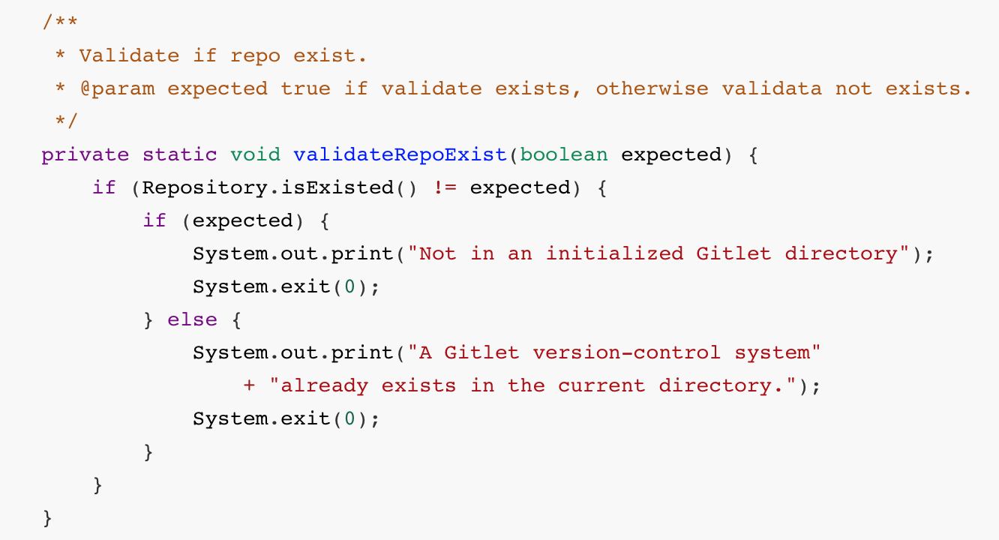 /**
 * Validate if repo exist.
 * @param expected true if validate exists, otherwise validata not exists.
 */
private static void validateRepoExist(boolean expected) {
    if (Repository.isExisted() != expected) {
        if (expected) {
            System.out.print("Not in an initialized Gitlet directory");
            System.exit(0);
        } else {
            System.out.print("A Gitlet version-control system"
                + "already exists in the current directory.");
            System.exit(0);
        }
    }
}